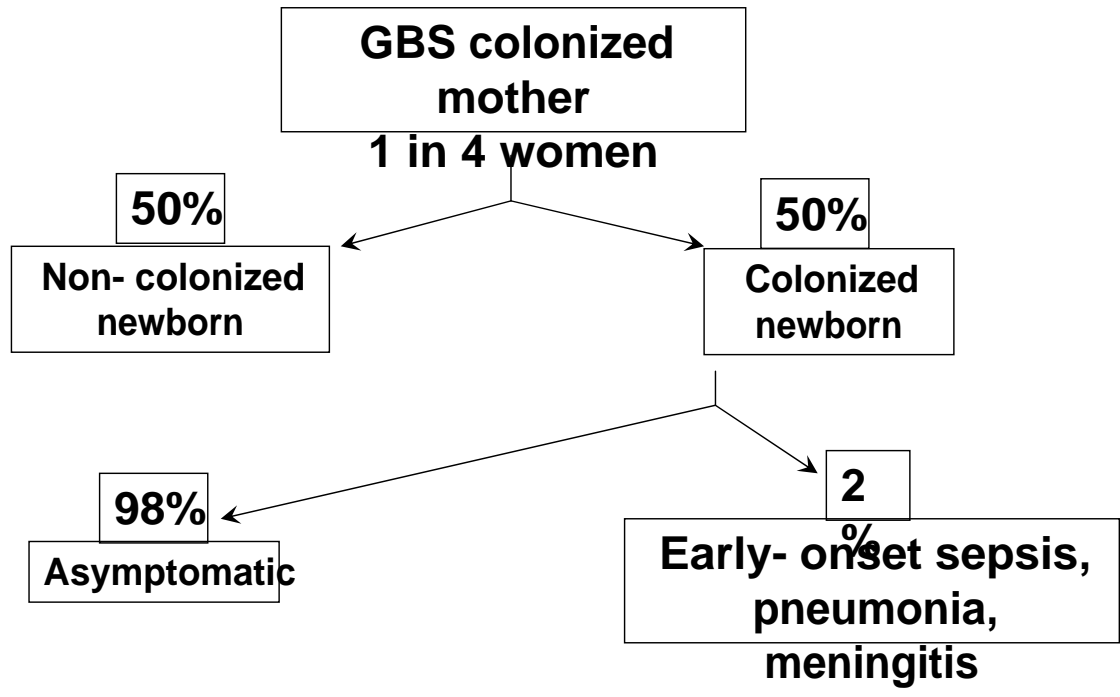 GBS colonized
mother
1 in 4 women
50%
50%
Non- colonized
newborn
Colonized
newborn
98%
2
%
Asymptomatic
Early- onset sepsis,
pneumonia,
meningitis